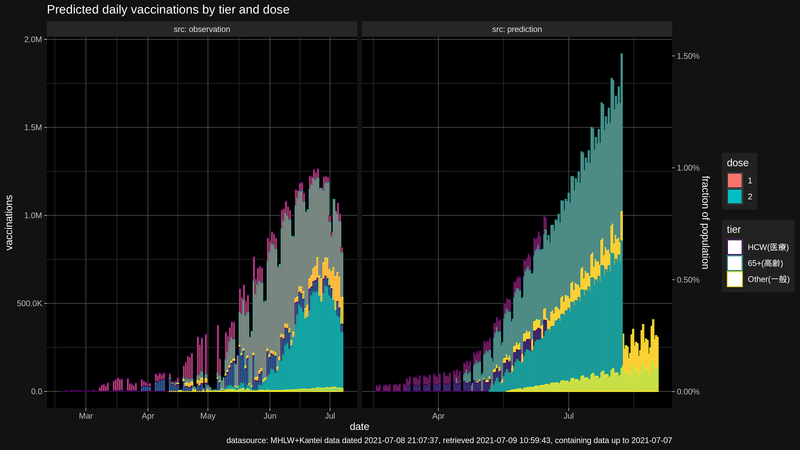 Predicted daily vaccinations by tier and dose
src: observation
src: prediction
2.0M
1.5M
1.0M
500.0K
0.0
vaccinations
1.50%
1.00%
0.50%
0.00%
fraction of population
Mar
Apr
May
Jun
Jul
Apr
Jul
date
dose
1
2
tier
HCW(医療)
65+(高齢)
Other(一般)
datasource: MHLW+Kantei data dated 2021-07-08 21:07:37, retrieved 2021-07-09 10:59:43, containing data up to 2021-07-07